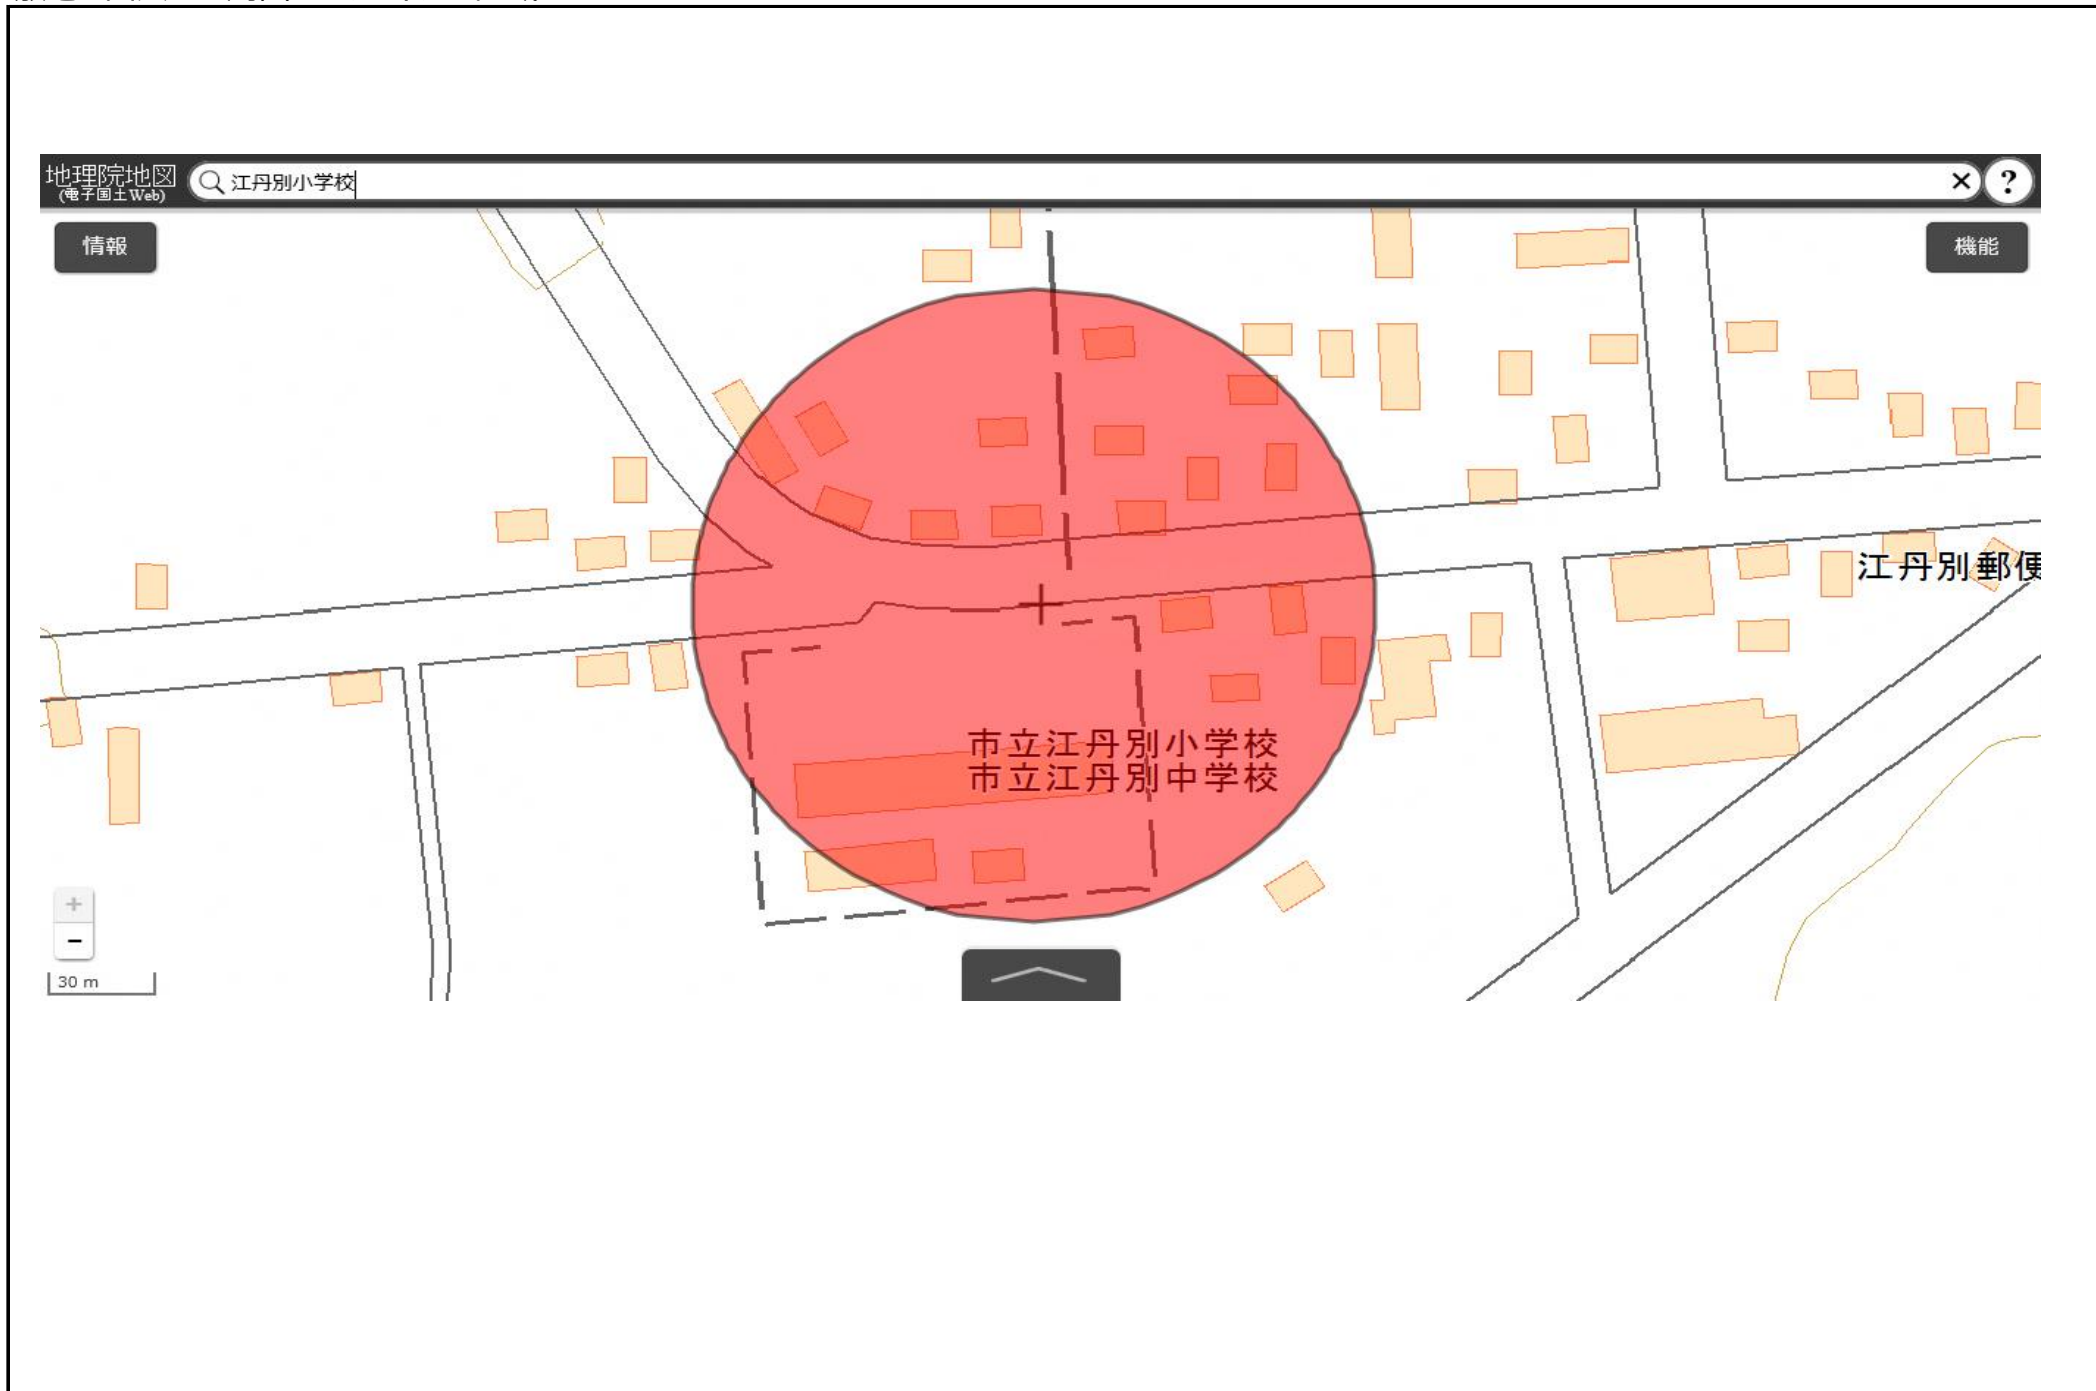 地理院地図
(電子国土Web)
江丹別小学校
×
?
情報
機能
江丹別郵便
市立江丹別小学校
市立江丹別中学校
+
−
30 m